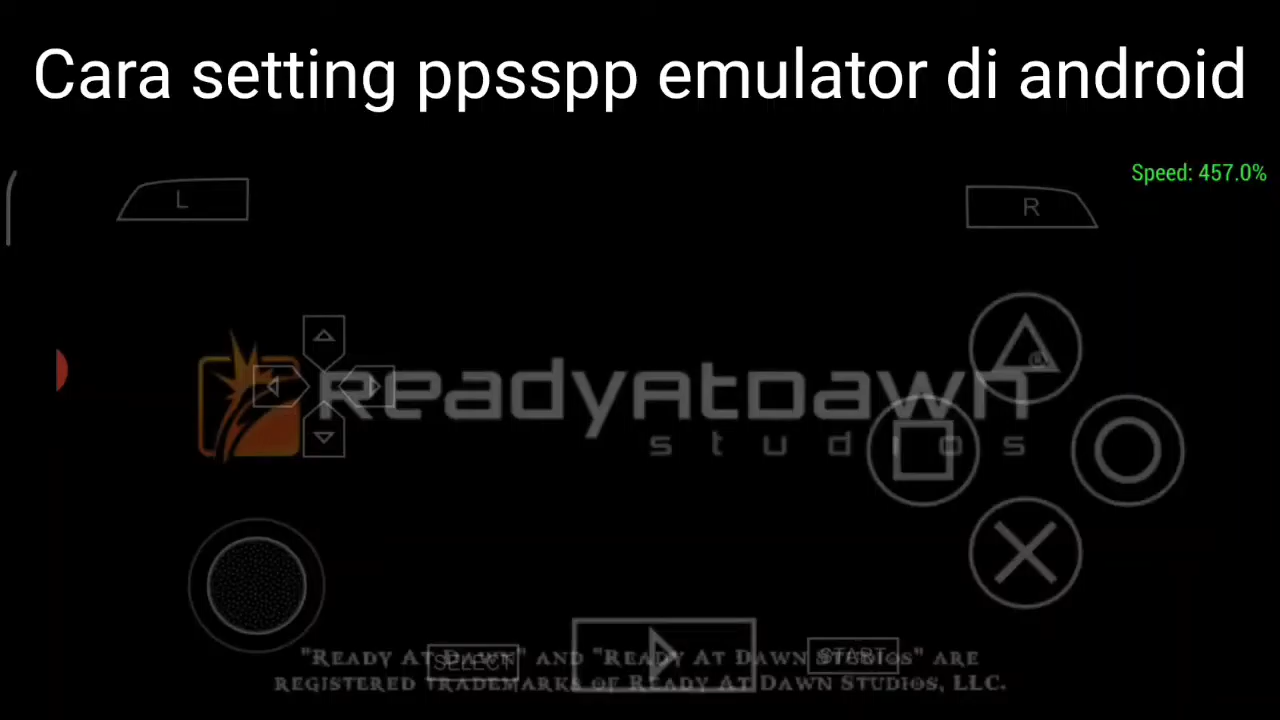 Cara setting ppsspp emulator di android
Speed: 457.0%
L
R
ReadyAtDawn
studios
®
SELECT
START
"Ready At Dawn" and "Ready At Dawn Studios" are
registered trademarks of Ready At Dawn Studios, LLC.